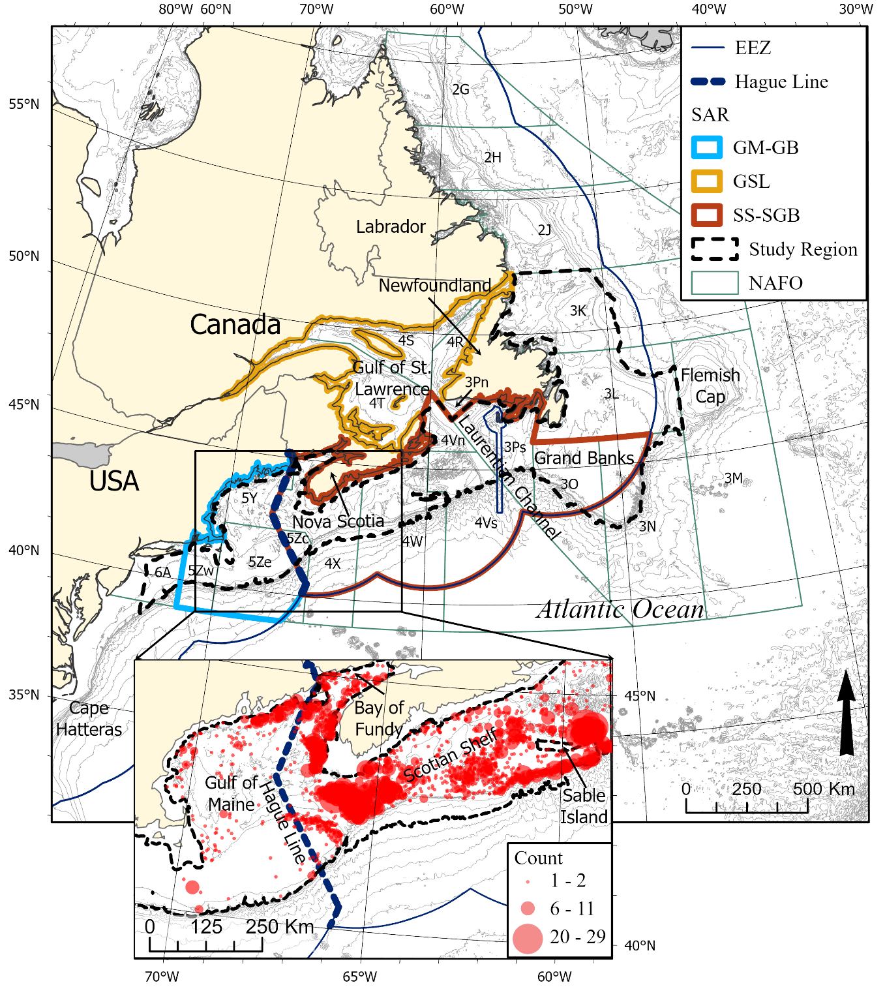 80°W 60°W 70°W 60°W 50°W 40°W 30°W
EEZ
Hague Line
SAR
GM-GB
GSL
SS-SGB
Study Region
NAFO
55°N
50°N
45°N
40°N
35°N
2G
2H
2J
Labrador
Newfoundland
3K
Canada
4S
4R
Gulf of St.
Lawrence
4T
3Pn
3L
Flemish
Cap
4Vn
3Ps
Laurentian Channel
Grand Banks
3O
3M
3N
USA
5Y
Nova Scotia
4Vs
5Zc
4W
5Ze
4X
6A
5Zw
Atlantic Ocean
Cape
Hatteras
45°N
Bay of
Fundy
Scotian Shelf
Gulf of
Maine
Hague Line
Sable
Island
0 250 500 Km
Count
1 - 2
6 - 11
20 - 29
0 125 250 Km
40°N
70°W 65°W 60°W